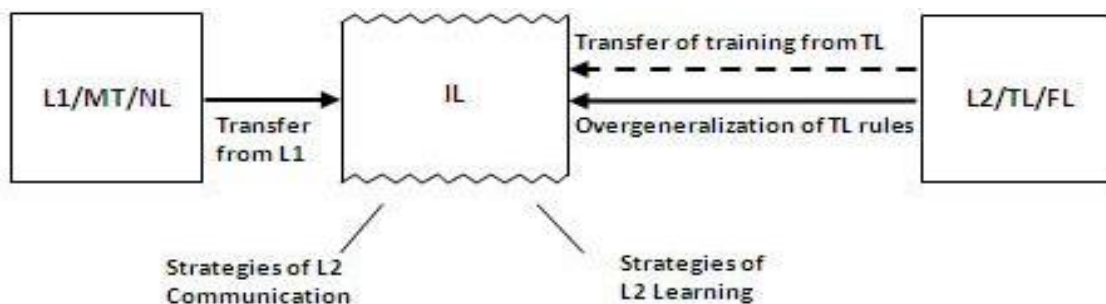 Transfer of training from TL
L1/MT/NL
IL
L2/TL/FL
Transfer
from L1
Overgeneralization of TL rules
Strategies of L2
Communication
Strategies of
L2 Learning